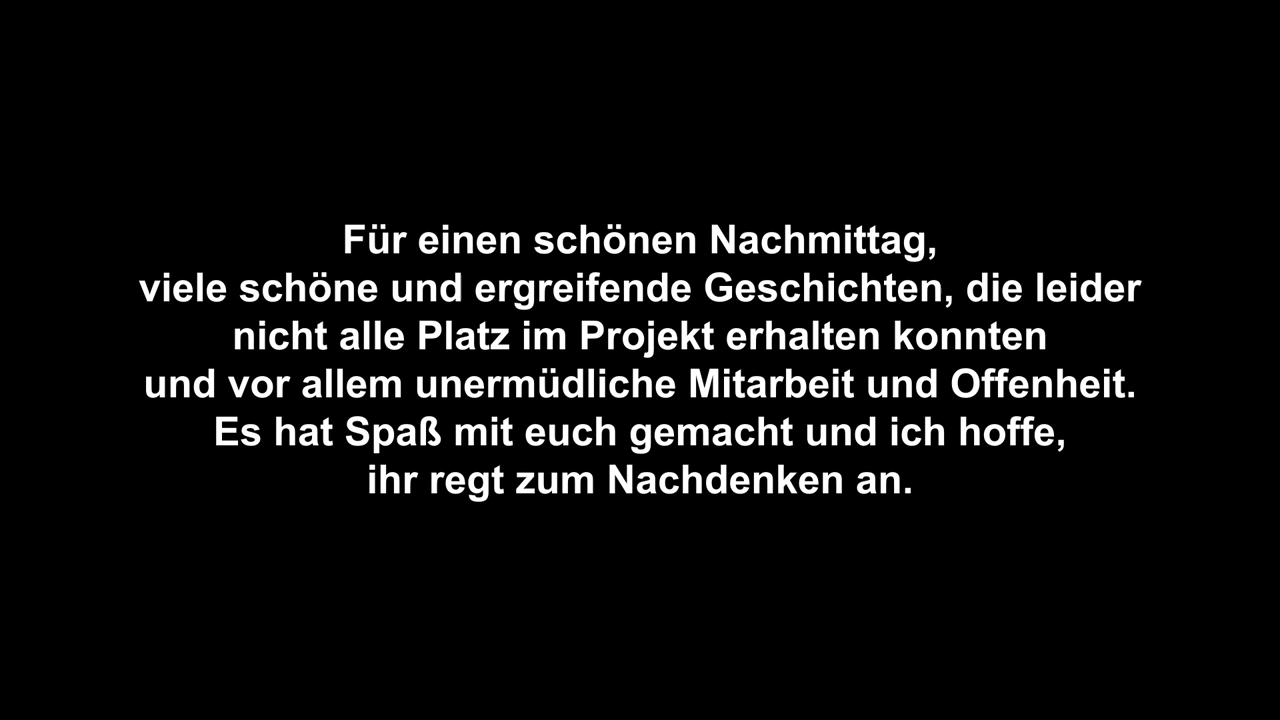 Für einen schönen Nachmittag,
viele schöne und ergreifende Geschichten, die leider
nicht alle Platz im Projekt erhalten konnten
und vor allem unermüdliche Mitarbeit und Offenheit.
Es hat Spaß mit euch gemacht und ich hoffe,
ihr regt zum Nachdenken an.